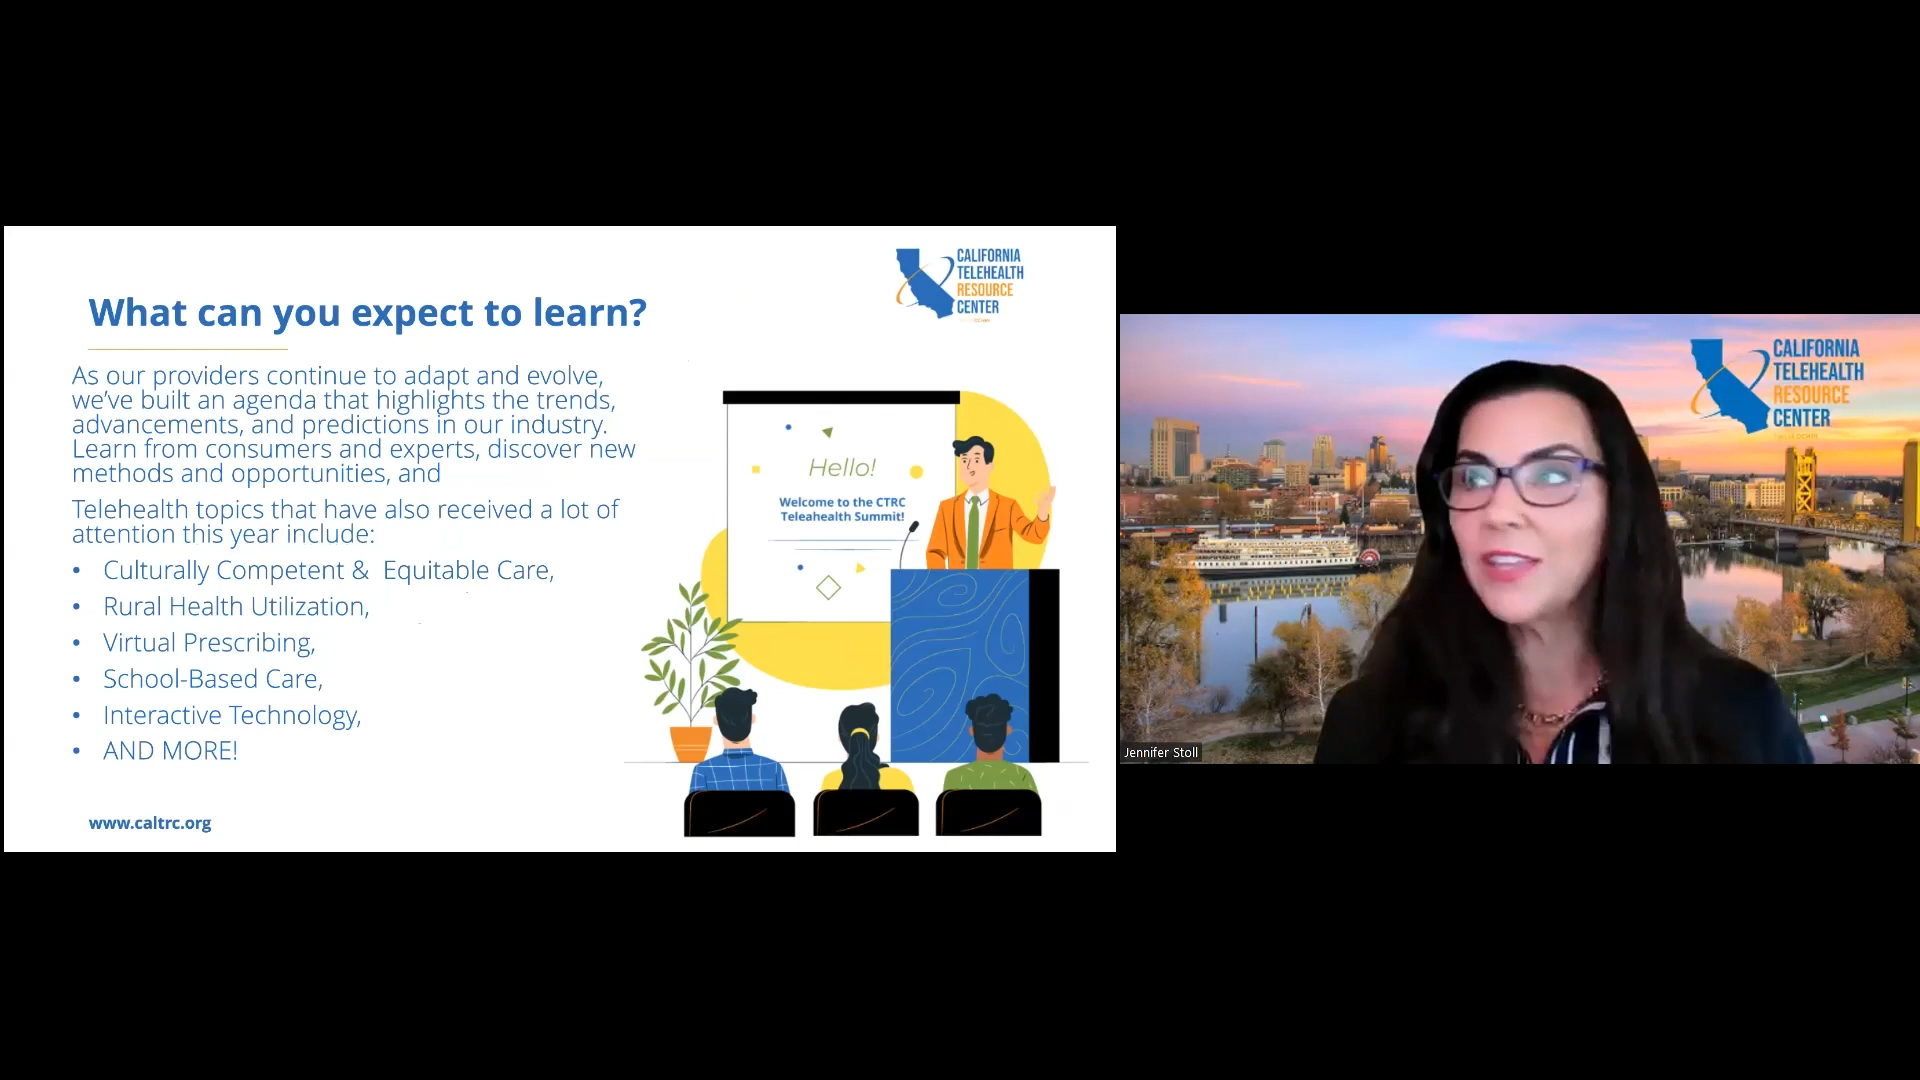 CALIFORNIA
TELEHEALTH
RESOURCE
CENTER
What can you expect to learn?
As our providers continue to adapt and evolve,
we've built an agenda that highlights the trends,
advancements, and predictions in our industry.
Learn from consumers and experts, discover new
methods and opportunities, and
Telehealth topics that have also received a lot of
attention this year include:
• Culturally Competent & Equitable Care,
• Rural Health Utilization,
• Virtual Prescribing,
• School-Based Care,
• Interactive Technology,
• AND MORE!
www.caltrc.org
Hello!
Welcome to the CTRC
Teleahealth Summit!
CALIFORNIA
TELEHEALTH
RESOURCE
CENTER
Jennifer Stoll